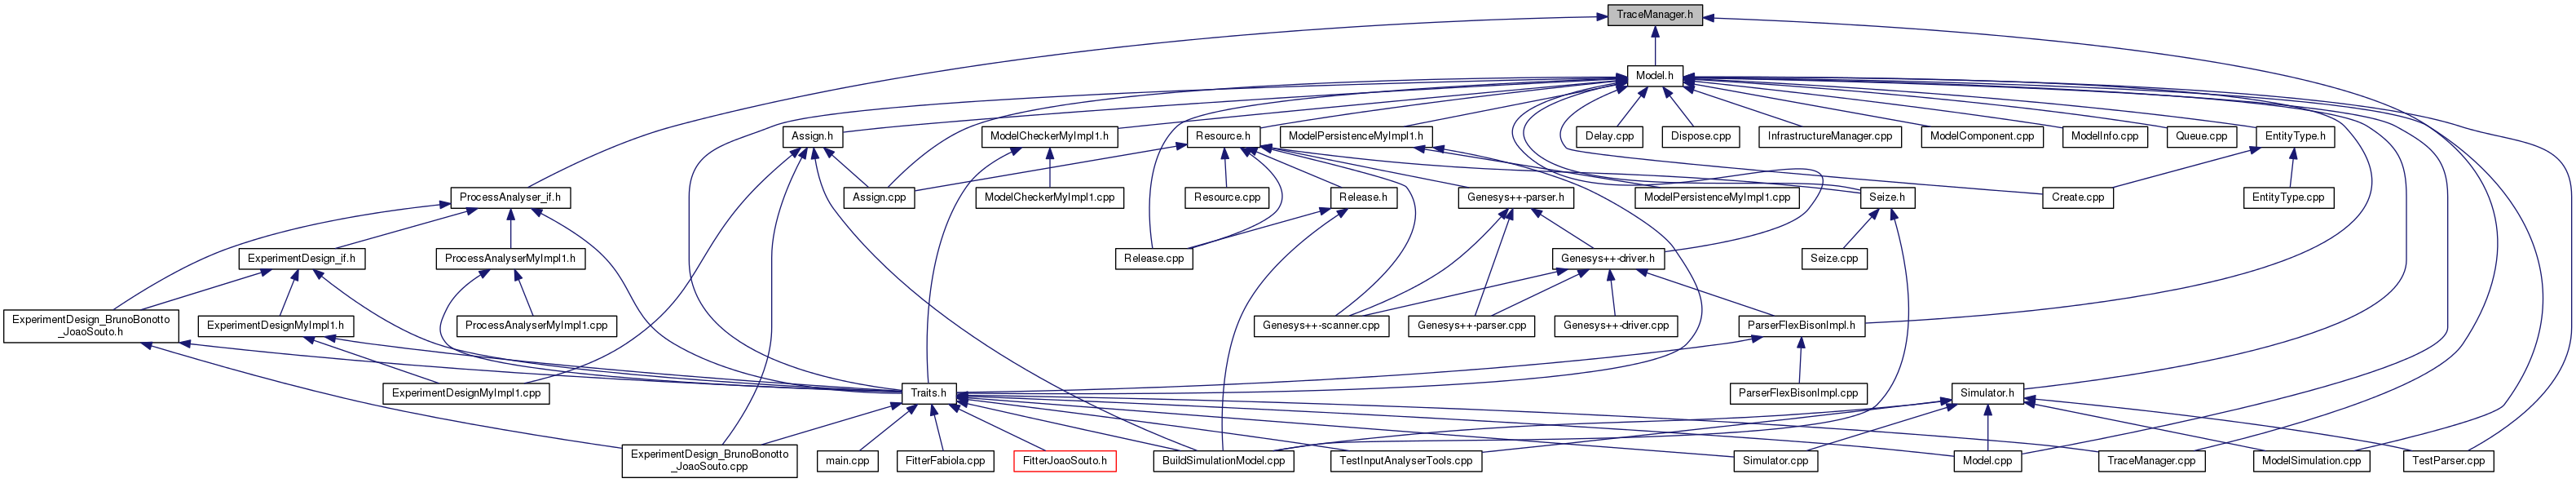 TraceManager.h
Model.h
Assign.h
ModelCheckerMyImpl1.h
Resource.h
ModelPersistenceMyImpl1.h
Delay.cpp
Dispose.cpp
InfrastructureManager.cpp
ModelComponent.cpp
ModelInfo.cpp
Queue.cpp
EntityType.h
ProcessAnalyser_if.h
Assign.cpp
ModelCheckerMyImpl1.cpp
Resource.cpp
Release.h
Genesys++-parser.h
ModelPersistenceMyImpl1.cpp
Seize.h
Create.cpp
EntityType.cpp
ExperimentDesign_if.h
ProcessAnalyserMyImpl1.h
Release.cpp
Genesys++-driver.h
Seize.cpp
ExperimentDesign_BrunoBonotto
_JoaoSouto.h
ExperimentDesignMyImpl1.h
ProcessAnalyserMyImpl1.cpp
Genesys++-scanner.cpp
Genesys++-parser.cpp
Genesys++-driver.cpp
ParserFlexBisonImpl.h
ExperimentDesignMyImpl1.cpp
Traits.h
ParserFlexBisonImpl.cpp
Simulator.h
ExperimentDesign_BrunoBonotto
_JoaoSouto.cpp
main.cpp
FitterFabiola.cpp
FitterJoaoSouto.h
BuildSimulationModel.cpp
TestInputAnalyserTools.cpp
Simulator.cpp
Model.cpp
TraceManager.cpp
ModelSimulation.cpp
TestParser.cpp